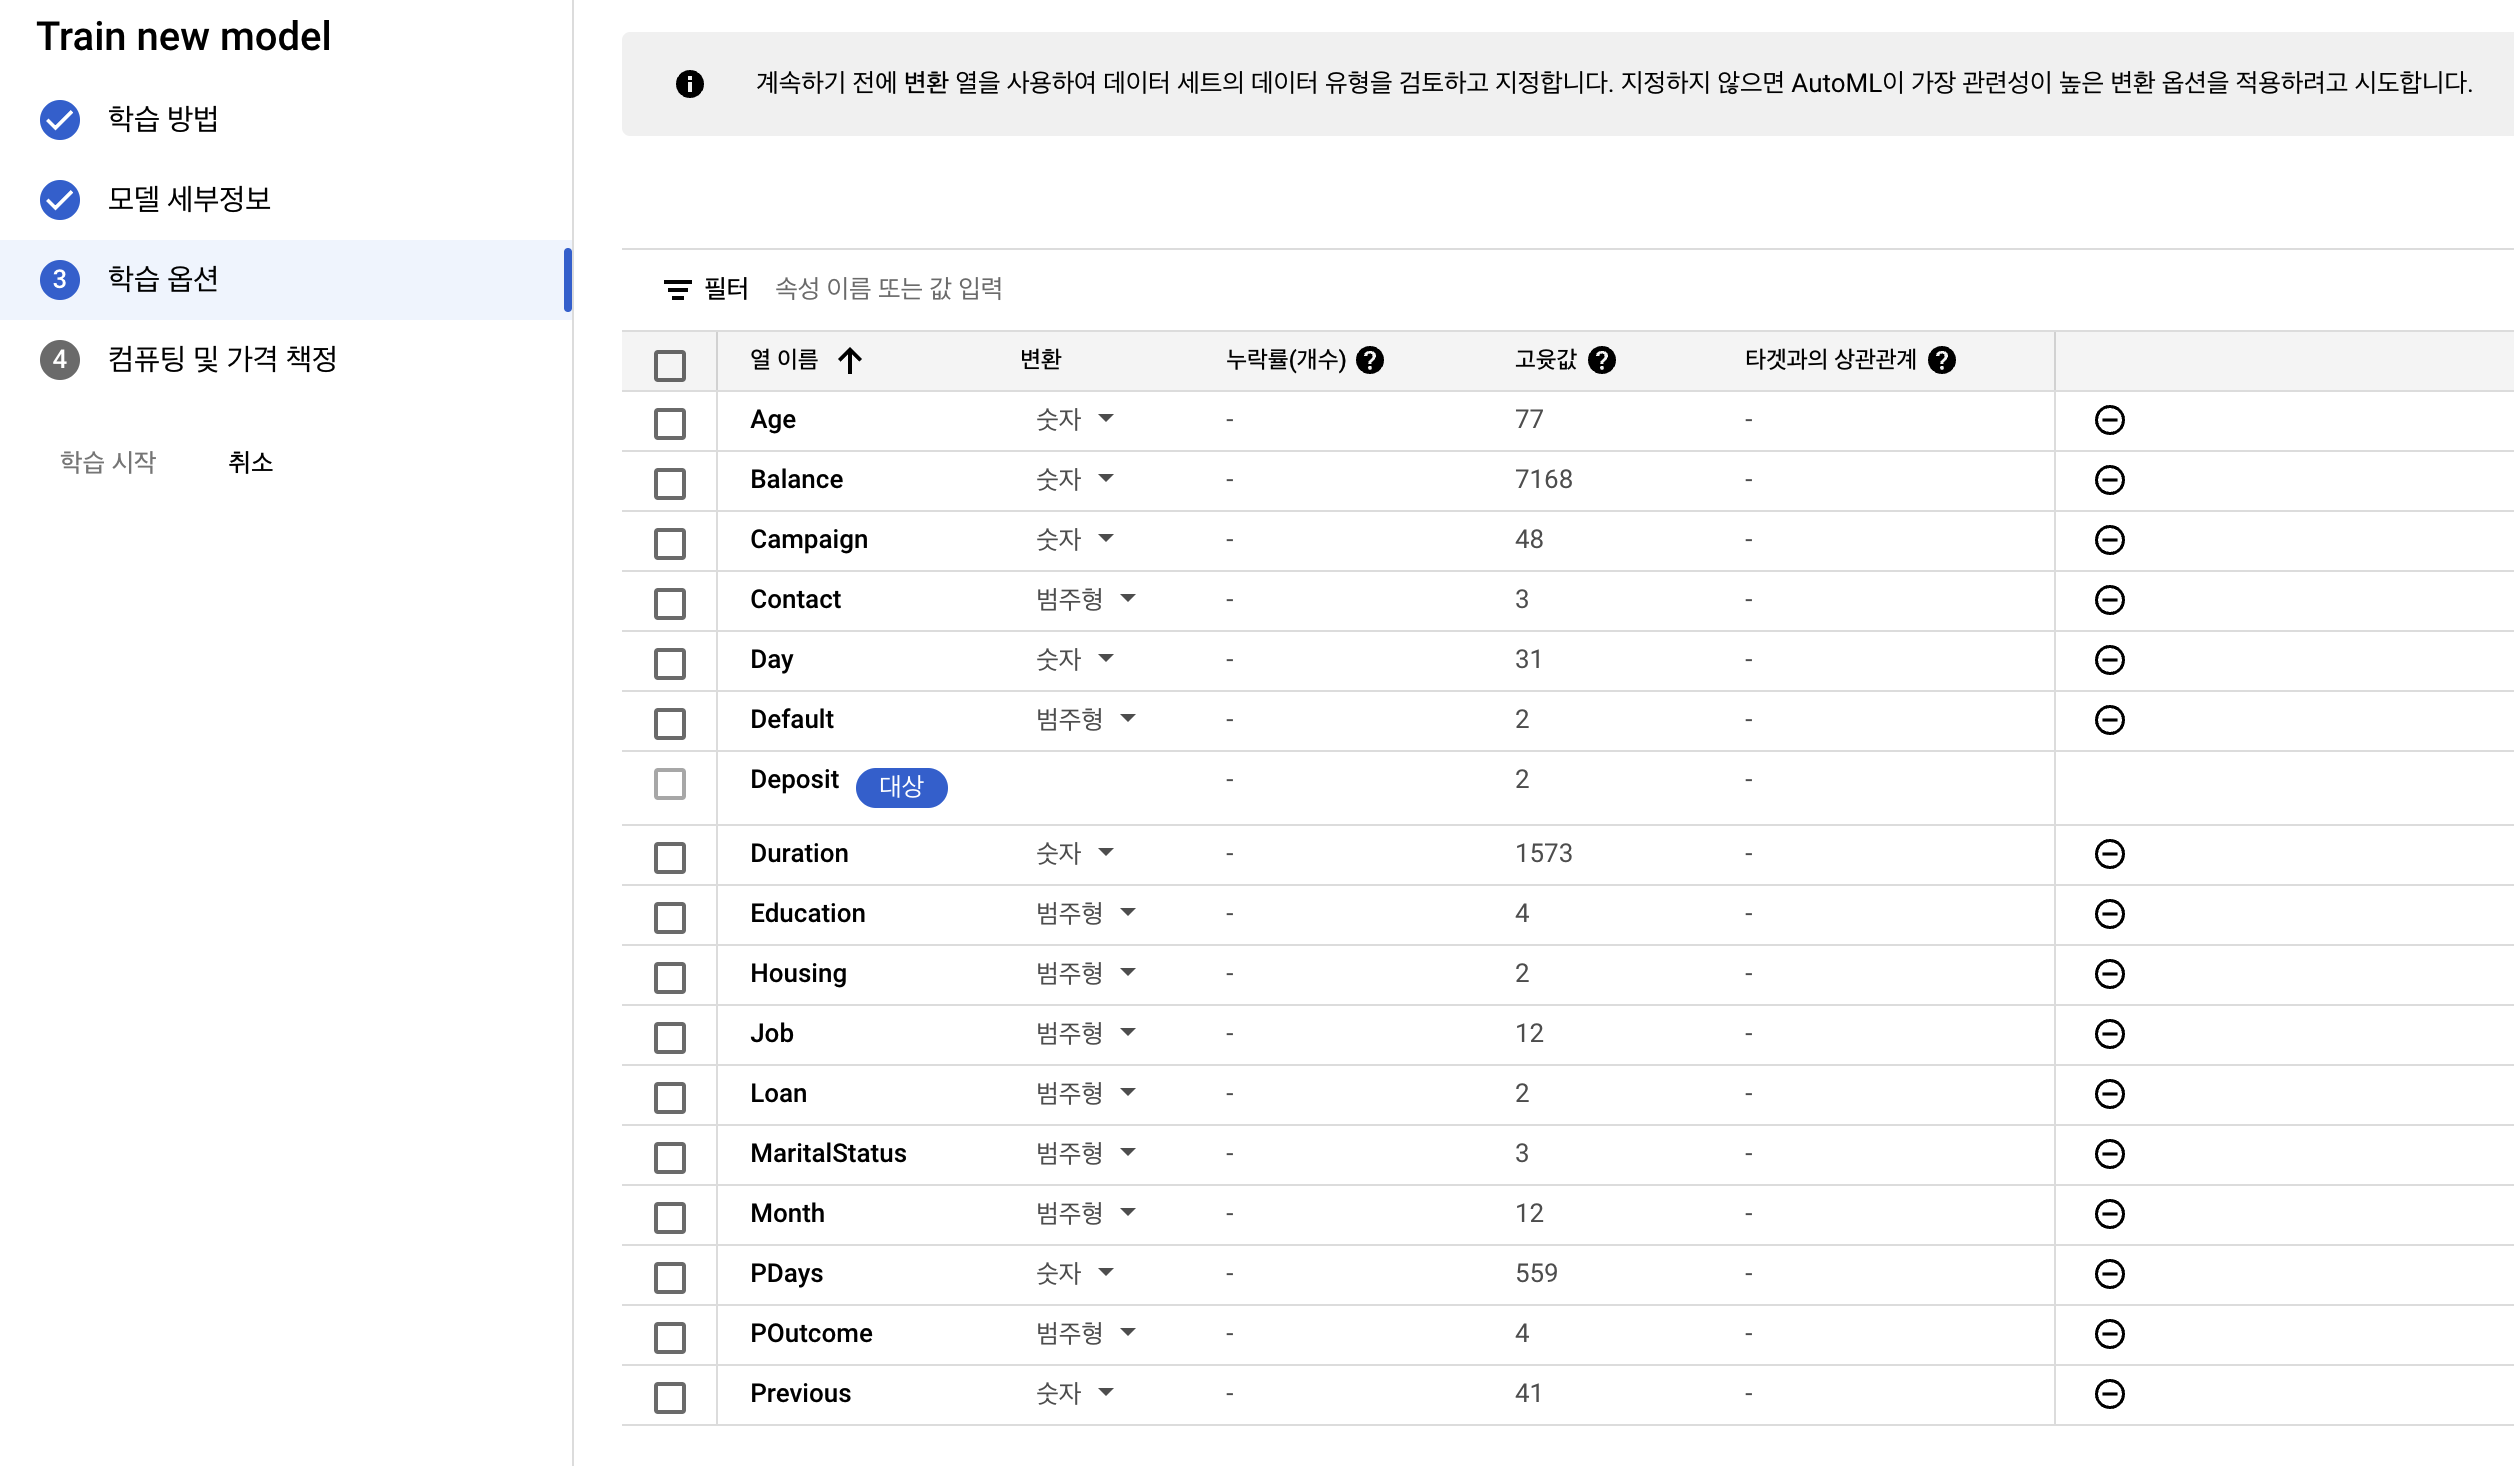 Train new model
학습 방법
모델 세부정보
3 학습 옵션
4 컴퓨팅 및 가격 책정
학습 시작 취소
계속하기 전에 변환 열을 사용하여 데이터 세트의 데이터 유형을 검토하고 지정합니다. 지정하지 않으면 AutoML이 가장 관련성이 높은 변환 옵션을 적용하려고 시도합니다.
필터 속성 이름 또는 값 입력
열 이름 변환 누락률(개수) 고윳값 타겟과의 상관관계
Age 숫자 - 77 -
Balance 숫자 - 7168 -
Campaign 숫자 - 48 -
Contact 범주형 - 3 -
Day 숫자 - 31 -
Default 범주형 - 2 -
Deposit 대상 - 2 -
Duration 숫자 - 1573 -
Education 범주형 - 4 -
Housing 범주형 - 2 -
Job 범주형 - 12 -
Loan 범주형 - 2 -
MaritalStatus 범주형 - 3 -
Month 범주형 - 12 -
PDays 숫자 - 559 -
POutcome 범주형 - 4 -
Previous 숫자 - 41 -